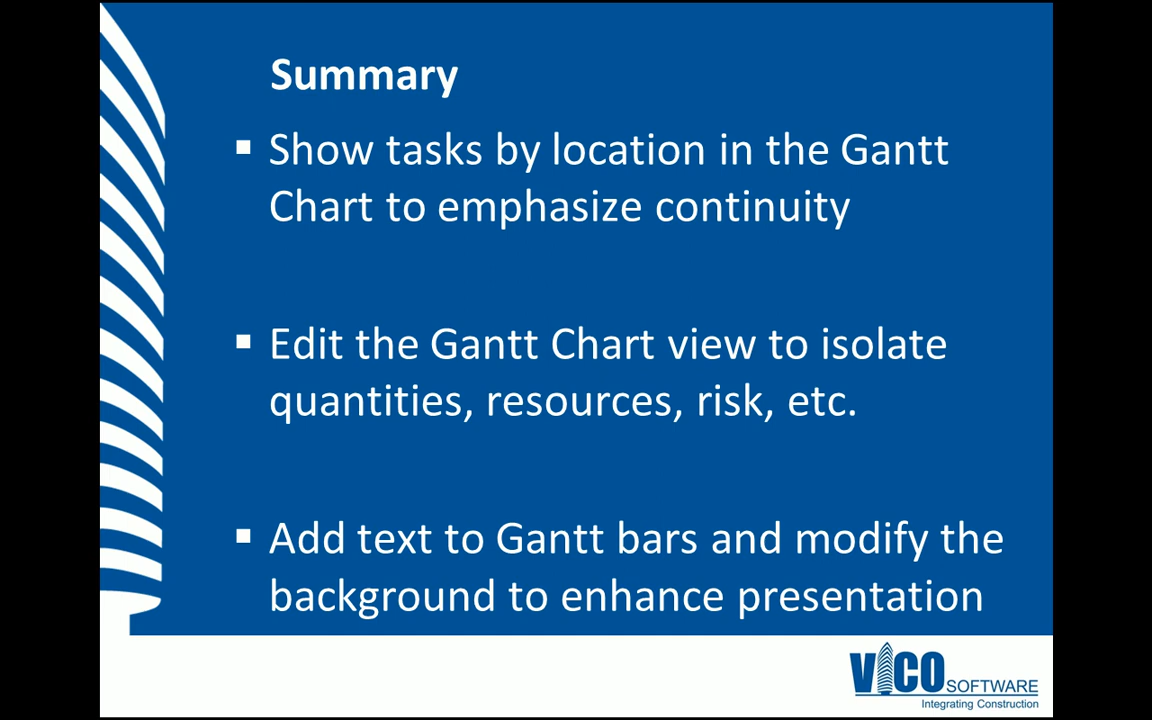 Summary
▪ Show tasks by location in the Gantt
Chart to emphasize continuity
▪ Edit the Gantt Chart view to isolate
quantities, resources, risk, etc.
▪ Add text to Gantt bars and modify the
background to enhance presentation
VICO SOFTWARE
Integrating Construction